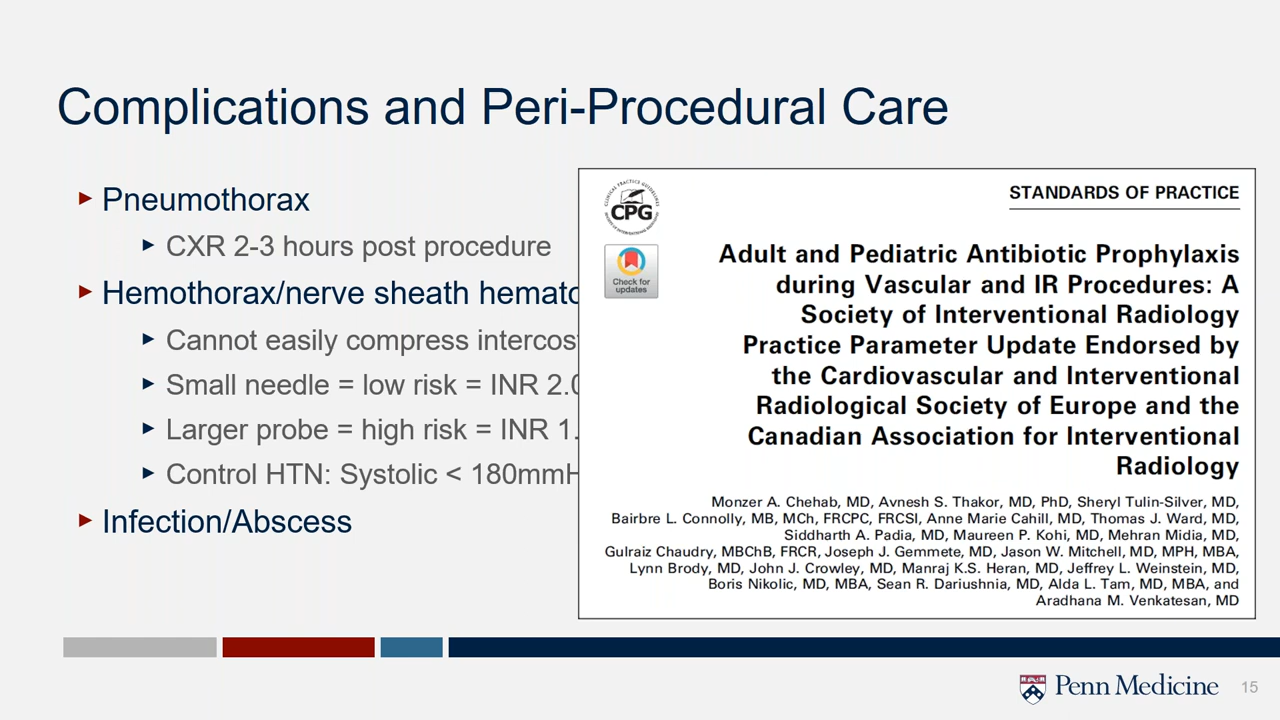 Complications and Peri-Procedural Care
Pneumothorax
CXR 2-3 hours post procedure
Hemothorax/nerve sheath
Cannot easily compress
Small needle = low risk = INR
Larger probe = high risk = INR
Control HTN: Systolic < 
Infection/Abscess
CPG
Check for
updates
STANDARDS OF PRACTICE
Adult and Pediatric Antibiotic Prophylaxis
during Vascular and IR Procedures: A
Society of Interventional Radiology
Practice Parameter Update Endorsed by
the Cardiovascular and Interventional
Radiological Society of Europe and the
Canadian Association for Interventional
Radiology
Monzer A. Chehab, MD, Avnesh S. Thakor, MD, PhD, Sheryl Tulin-Silver, MD,
Bairbre L. Connolly, MB, MCh, FRCPC, FRCSI, Anne Marie Cahill, MD, Thomas J. Ward, MD,
Siddharth A. Padia, MD, Maureen P. Kohi, MD, Mehran Midia, MD,
Gulraiz Chaudry, MBChB, FRCR, Joseph J. Gemmete, MD, Jason W. Mitchell, MD, MPH, MBA,
Lynn Brody, MD, John J. Crowley, MD, Manraj K.S. Heran, MD, Jeffrey L. Weinstein, MD,
Boris Nikolic, MD, MBA, Sean R. Dariushnia, MD, Alda L. Tam, MD, MBA, and
Aradhana M. Venkatesan, MD
Penn Medicine
15